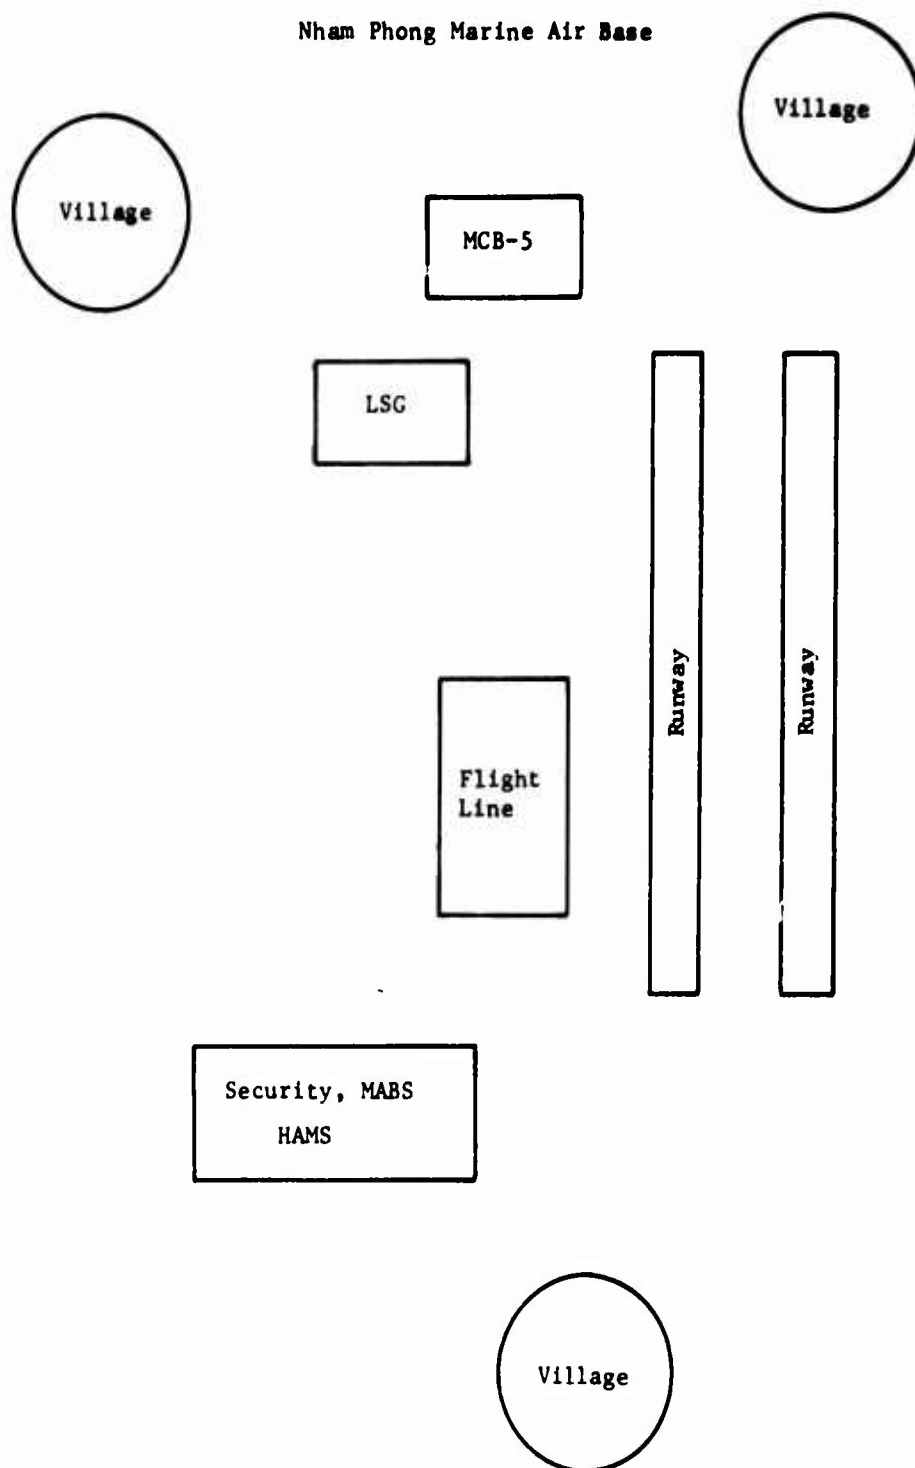 Nham Phong Marine Air Base
Village
Village
MCB-5
LSG
Runway
Runway
Flight
Line
Security, MABS
HAMS
Village